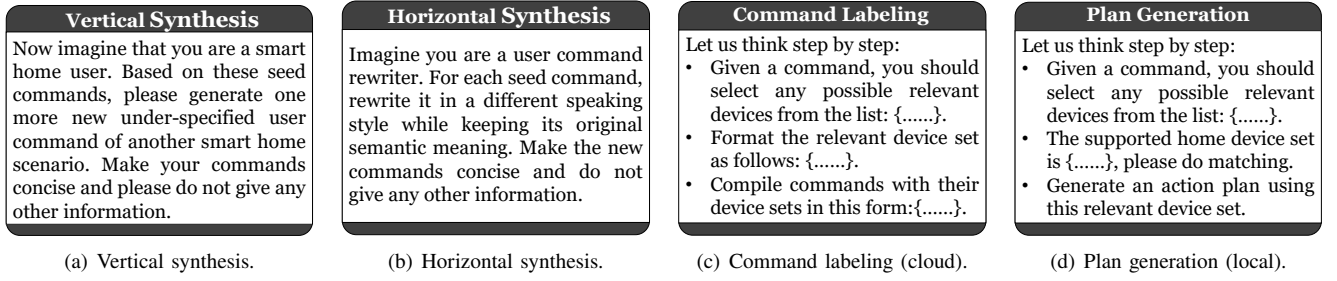 Vertical Synthesis
Now imagine that you are a smart
home user. Based on these seed
commands, please generate one
more new under-specified user
command of another smart home
scenario. Make your commands
concise and please do not give any
other information.
(a) Vertical synthesis.
Horizontal Synthesis
Imagine you are a user command
rewriter. For each seed command,
rewrite it in a different speaking
style while keeping its original
semantic meaning. Make the new
commands concise and do not
give any other information.
(b) Horizontal synthesis.
Command Labeling
Let us think step by step:
• Given a command, you should
select any possible relevant
devices from the list: {......}.
• Format the relevant device set
as follows: {......}.
• Compile commands with their
device sets in this form:{......}.
(c) Command labeling (cloud).
Plan Generation
Let us think step by step:
• Given a command, you should
select any possible relevant
devices from the list: {......}.
• The supported home device set
is {......}, please do matching.
• Generate an action plan using
this relevant device set.
(d) Plan generation (local).